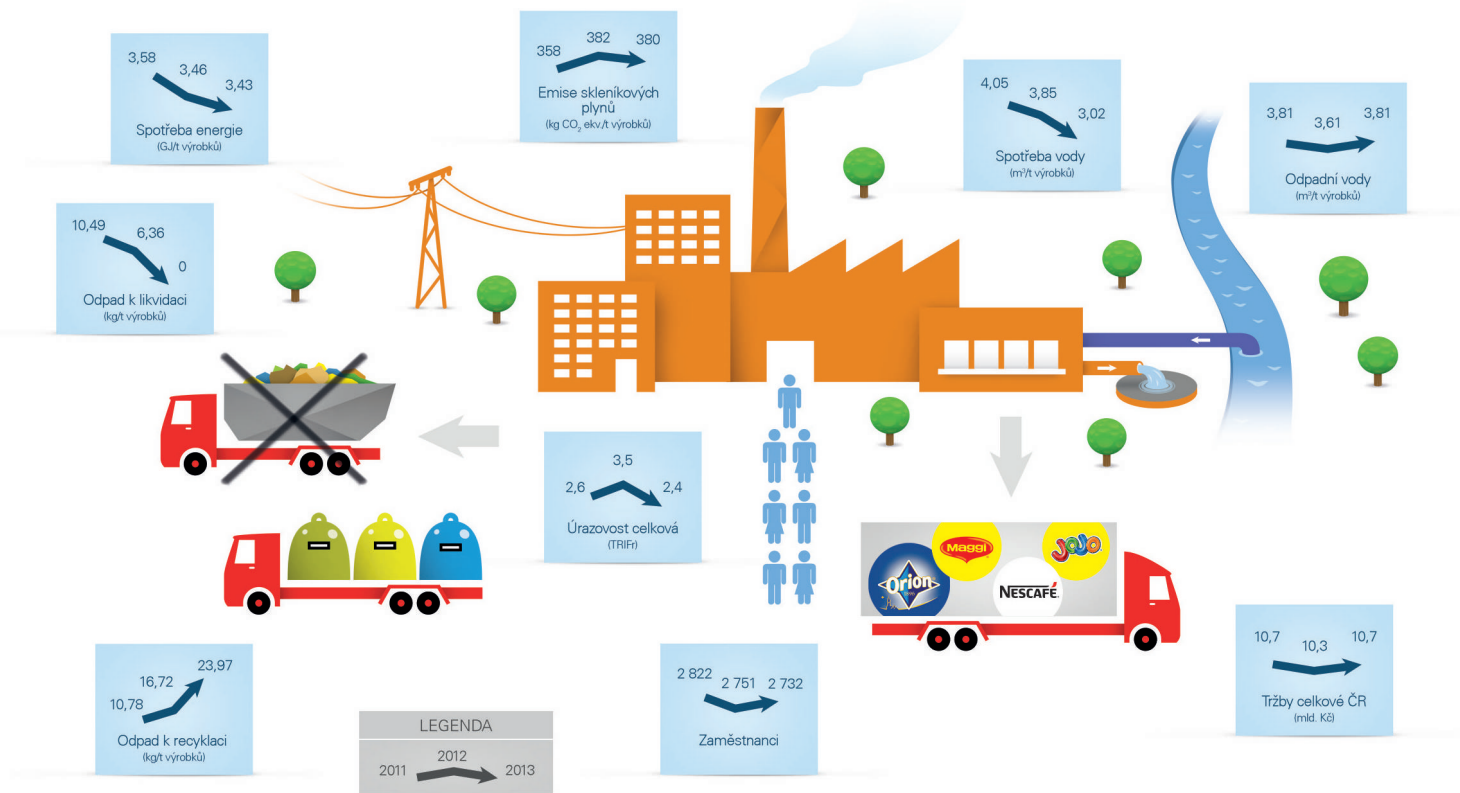 3,58
3,46
3,43
Spotřeba energie
(GJ/t výrobků)
358
382
380
Emise skleníkových
plynů
(kg CO₂ ekv./t výrobků)
4,05
3,85
3,02
Spotřeba vody
(m³/t výrobků)
3,81
3,61
3,81
Odpadní vody
(m³/t výrobků)
10,49
6,36
0
Odpad k likvidaci
(kg/t výrobků)
2,6
3,5
2,4
Úrazovost celková
(TRIFr)
Maggi
JOJO
Orion
NESCAFÉ
10,78
16,72
23,97
Odpad k recyklaci
(kg/t výrobků)
LEGENDA
2011
2012
2013
2 822
2 751
2 732
Zaměstnanci
10,7
10,3
10,7
Tržby celkové ČR
(mld. Kč)